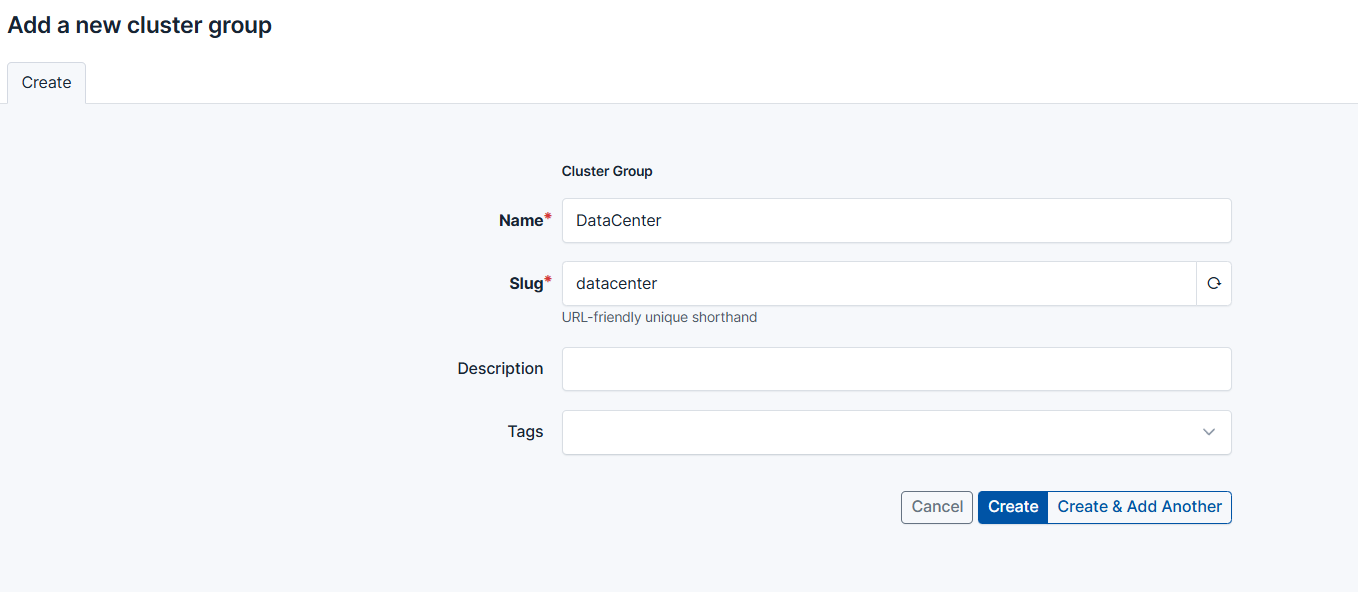 Add a new cluster group
Create
Cluster Group
Name*
DataCenter
Slug*
datacenter
URL-friendly unique shorthand
Description
Tags
Cancel Create Create & Add Another